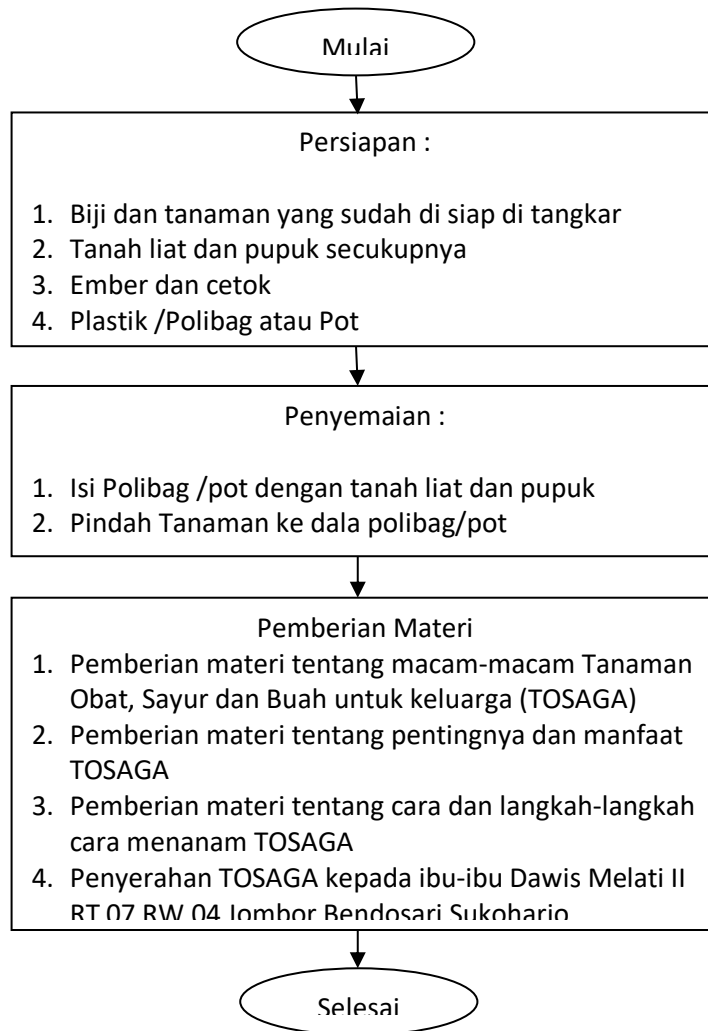 Mulai
Persiapan :
1. Biji dan tanaman yang sudah di siap di tangkar
2. Tanah liat dan pupuk secukupnya
3. Ember dan cetok
4. Plastik /Polibag atau Pot
Penyemaian :
1. Isi Polibag /pot dengan tanah liat dan pupuk
2. Pindah Tanaman ke dala polibag/pot
Pemberian Materi
1. Pemberian materi tentang macam-macam Tanaman
Obat, Sayur dan Buah untuk keluarga (TOSAGA)
2. Pemberian materi tentang pentingnya dan manfaat
TOSAGA
3. Pemberian materi tentang cara dan langkah-langkah
cara menanam TOSAGA
4. Penyerahan TOSAGA kepada ibu-ibu Dawis Melati II
RT 07 RW 04 Jombor Bendosari Sukoharjo
Selesai